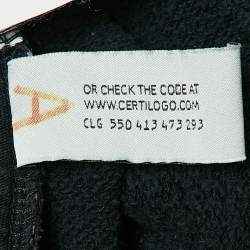 A
OR CHECK THE CODE AT
WWW.CERTILOGO.COM
CLG 550 413 473 293